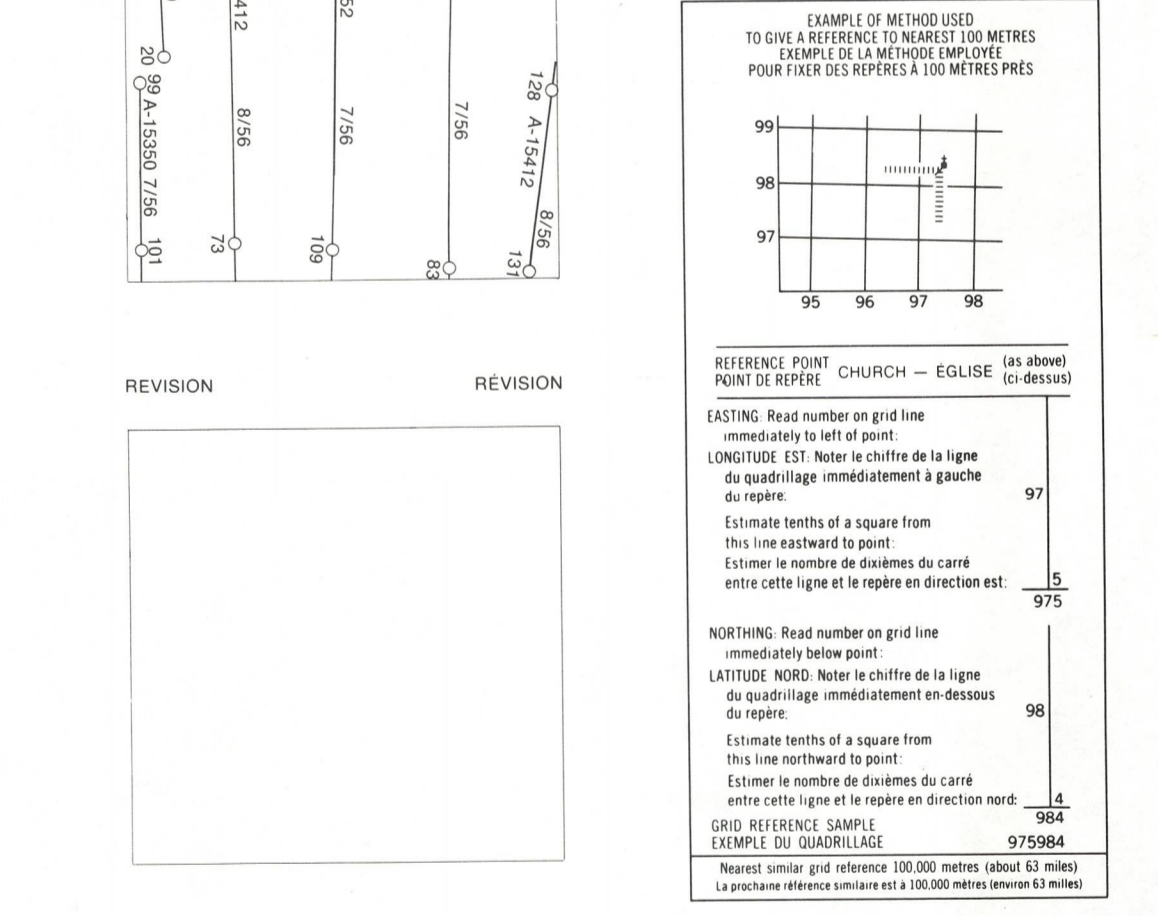 412
52
20
99 A-15350 7/56
8/56
7/56
7/56
128 A-15412
8/56
101
73
109
83
131
REVISION RÉVISION
EXAMPLE OF METHOD USED
TO GIVE A REFERENCE TO NEAREST 100 METRES
EXEMPLE DE LA MÉTHODE EMPLOYÉE
POUR FIXER DES REPÈRES À 100 MÈTRES PRÈS
99
98
97
95 96 97 98
REFERENCE POINT
POINT DE REPÈRE
CHURCH — ÉGLISE
(as above)
(ci-dessus)
EASTING: Read number on grid line
immediately to left of point:
LONGITUDE EST: Noter le chiffre de la ligne
du quadrillage immédiatement à gauche
du repère: 97
Estimate tenths of a square from
this line eastward to point:
Estimer le nombre de dixièmes du carré
entre cette ligne et le repère en direction est: 5
975
NORTHING: Read number on grid line
immediately below point:
LATITUDE NORD: Noter le chiffre de la ligne
du quadrillage immédiatement en-dessous
du repère: 98
Estimate tenths of a square from
this line northward to point:
Estimer le nombre de dixièmes du carré
entre cette ligne et le repère en direction nord: 4
984
GRID REFERENCE SAMPLE
EXEMPLE DU QUADRILLAGE 975984
Nearest similar grid reference 100,000 metres (about 63 miles)
La prochaine référence similaire est à 100,000 mètres (environ 63 milles)